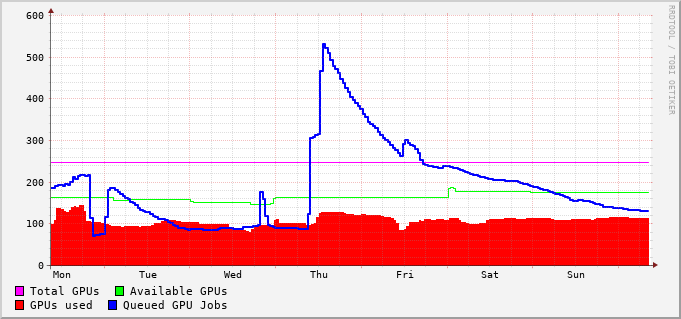 600
500
400
300
200
100
0
Mon Tue Wed Thu Fri Sat Sun
Total GPUs Available GPUs
GPUs used Queued GPU Jobs
RRDTOOL / TOBI OETIKER